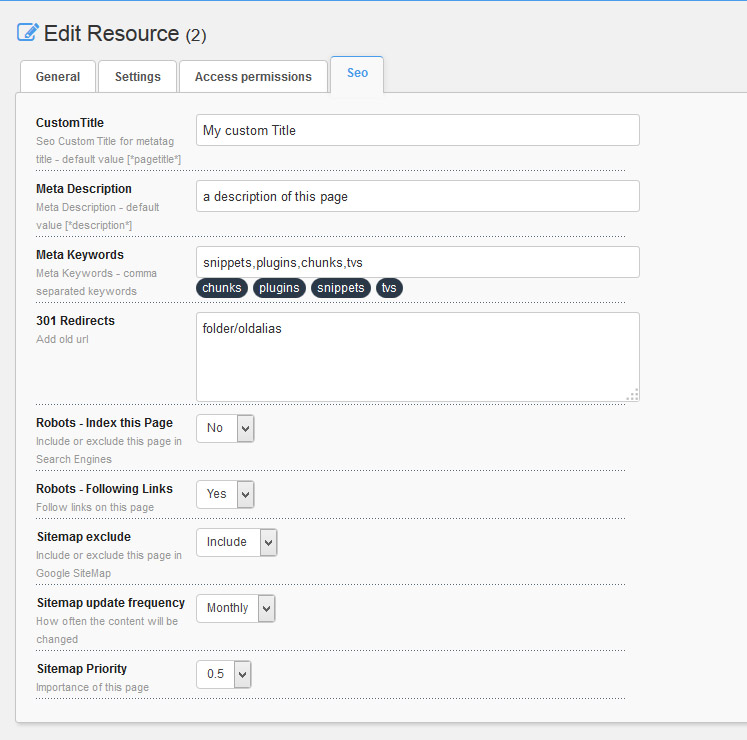 Edit Resource (2)
General Settings Access permissions Seo
CustomTitle
Seo Custom Title for metatag
title - default value [*pagetitle*]
My custom Title
Meta Description
Meta Description - default
value [*description*]
a description of this page
Meta Keywords
Meta Keywords - comma
separated keywords
snippets,plugins,chunks,tvs
chunks plugins snippets tvs
301 Redirects
Add old url
folder/oldalias
Robots - Index this Page
Include or exclude this page in
Search Engines
No
Robots - Following Links
Follow links on this page
Yes
Sitemap exclude
Include or exclude this page in
Google SiteMap
Include
Sitemap update frequency
How often the content will be
changed
Monthly
Sitemap Priority
Importance of this page
0.5